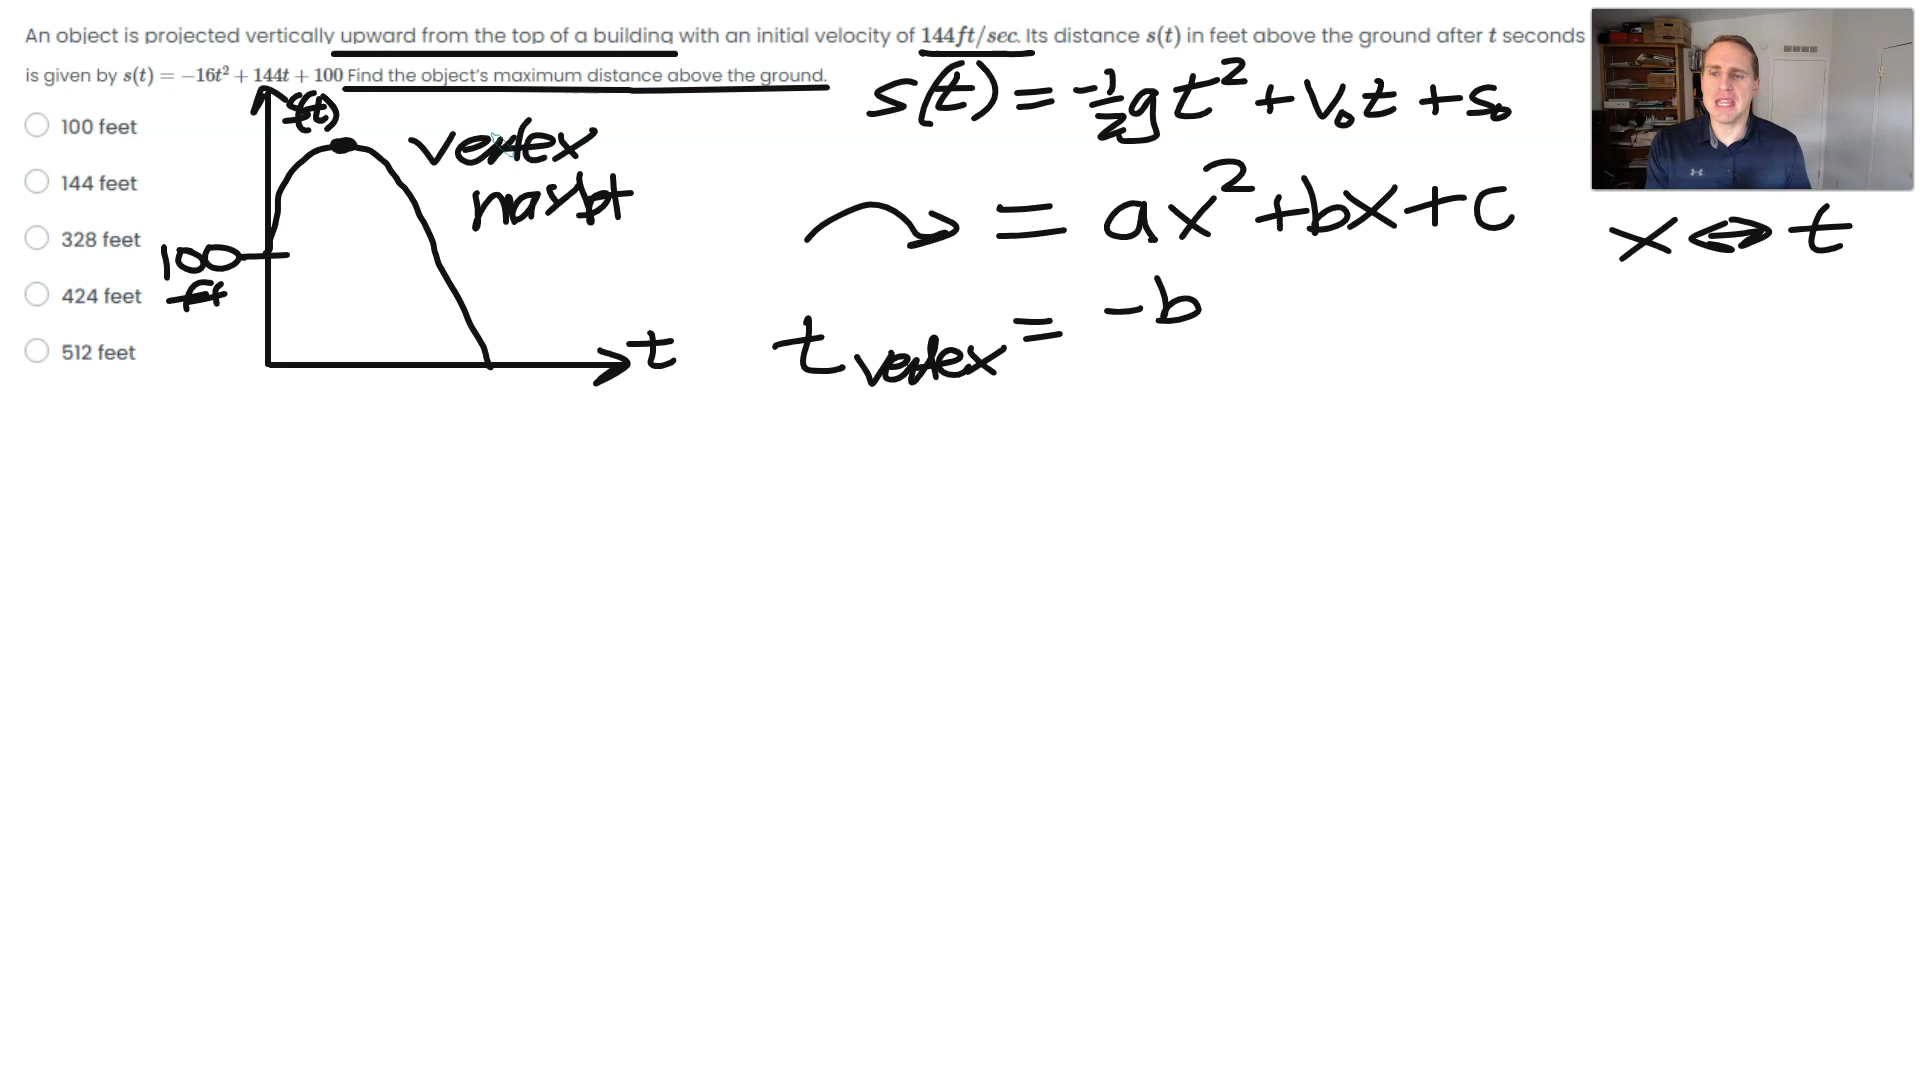 An object is projected vertically upward from the top of a building with an initial velocity of 144ft/sec. Its distance s(t) in feet above the ground after t seconds
is given by s(t) = −16t² + 144t + 100 Find the object's maximum distance above the ground.
100 feet
144 feet
328 feet
424 feet
512 feet
s(t)
vertex
max pt
100
ft
t
s(t) = -½gt² + v₀t + s₀
= ax² + bx + c
x ⇔ t
t vertex = -b